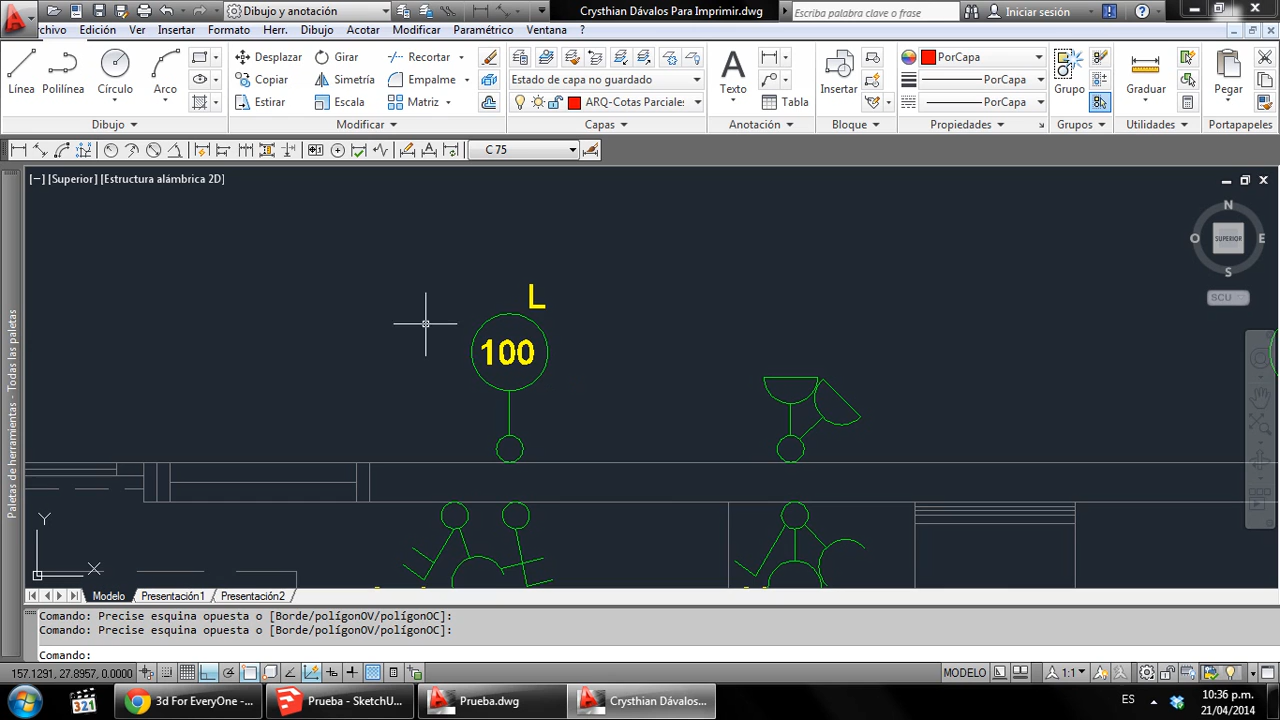 Dibujo y anotación
Crysthian Dávalos Para Imprimir.dwg
Escriba palabra clave o frase
Iniciar sesión
chivo Edición Ver Insertar Formato Herr. Dibujo Acotar Modificar Paramétrico Ventana ?
Línea Polilínea Círculo Arco
Desplazar Girar Recortar
Copiar Simetría Empalme
Estirar Escala Matriz
Estado de capa no guardado
ARQ-Cotas Parciales
Texto Tabla
Insertar
PorCapa
PorCapa
PorCapa
Grupo Graduar Pegar
Dibujo Modificar Capas Anotación Bloque Propiedades Grupos Utilidades Portapapeles
C 75
[−] [Superior] [Estructura alámbrica 2D]
N
O SUPERIOR E
S
SCU
L
100
Paletas de herramientas - Todas las paletas
Y
X
Modelo Presentación1 Presentación2
Comando: Precise esquina opuesta o [Borde/polígonOV/polígonOC]:
Comando: Precise esquina opuesta o [Borde/polígonOV/polígonOC]:
Comando:
157.1291, 27.8957, 0.0000
MODELO 1:1
321
3d For EveryOne -...
Prueba - SketchU...
Prueba.dwg
Crysthian Dávalos...
ES
10:36 p.m.
21/04/2014